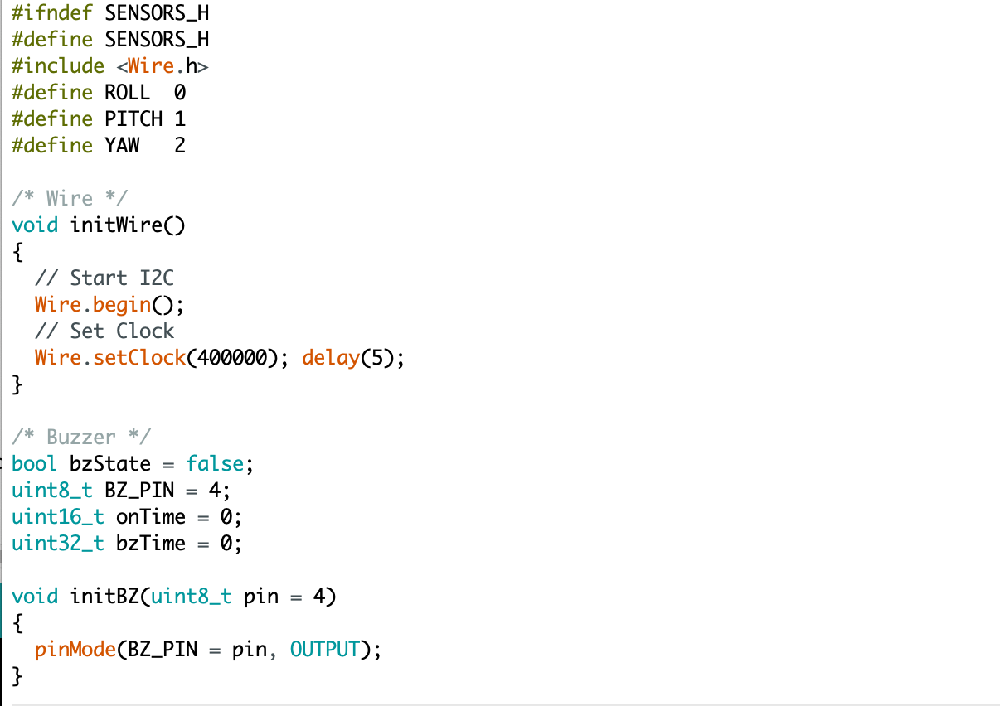 #ifndef SENSORS_H
#define SENSORS_H
#include <Wire.h>
#define ROLL  0
#define PITCH 1
#define YAW   2

/* Wire */
void initWire()
{
  // Start I2C
  Wire.begin();
  // Set Clock
  Wire.setClock(400000); delay(5);
}

/* Buzzer */
bool bzState = false;
uint8_t BZ_PIN = 4;
uint16_t onTime = 0;
uint32_t bzTime = 0;

void initBZ(uint8_t pin = 4)
{
  pinMode(BZ_PIN = pin, OUTPUT);
}